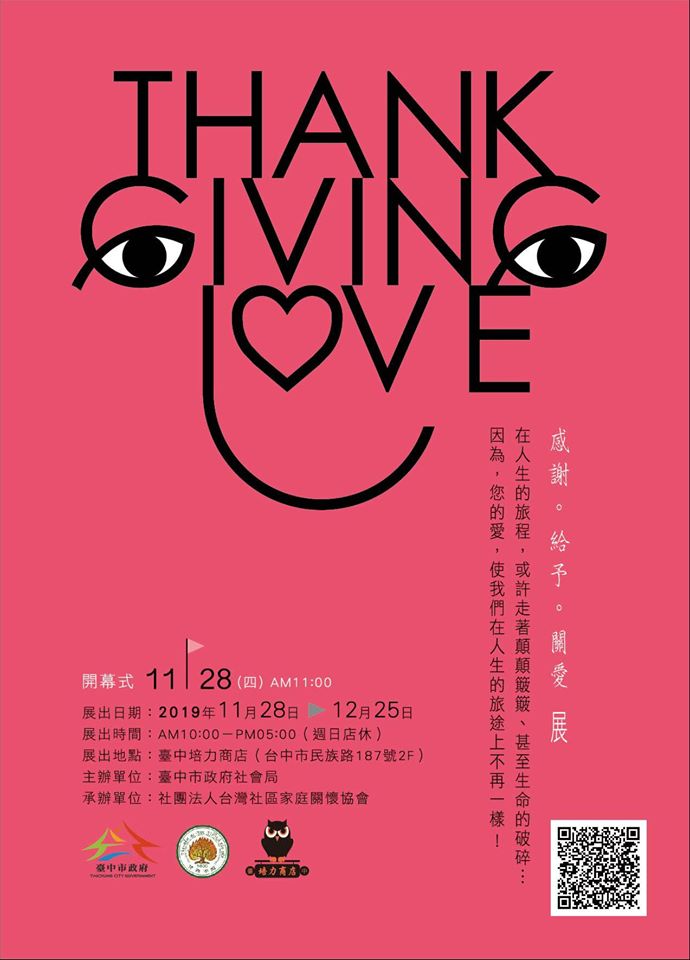 THANK
GIVING
LOVE
感謝。給予。關愛 展
在人生的旅程，或許走著顛顛簸簸、甚至生命的破碎…
因為，您的愛，使我們在人生的旅途上不再一樣！
開幕式 11 28 (四) AM11:00
展出日期：2019年11月28日 ▶ 12月25日
展出時間：AM10:00－PM05:00（週日店休）
展出地點：臺中培力商店（台中市民族路187號2F）
主辦單位：臺中市政府社會局
承辦單位：社團法人台灣社區家庭關懷協會
臺中市政府
TAICHUNG CITY GOVERNMENT
臺 培力商店 中